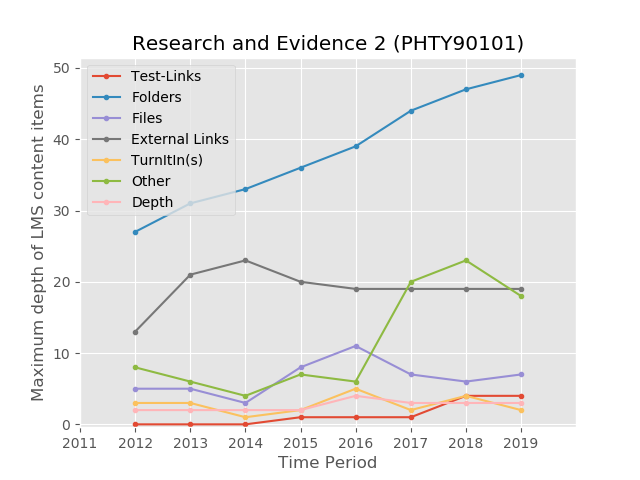 Research and Evidence 2 (PHTY90101)
Maximum depth of LMS content items
50
40
30
20
10
0
Test-Links
Folders
Files
External Links
TurnItIn(s)
Other
Depth
2011 2012 2013 2014 2015 2016 2017 2018 2019
Time Period